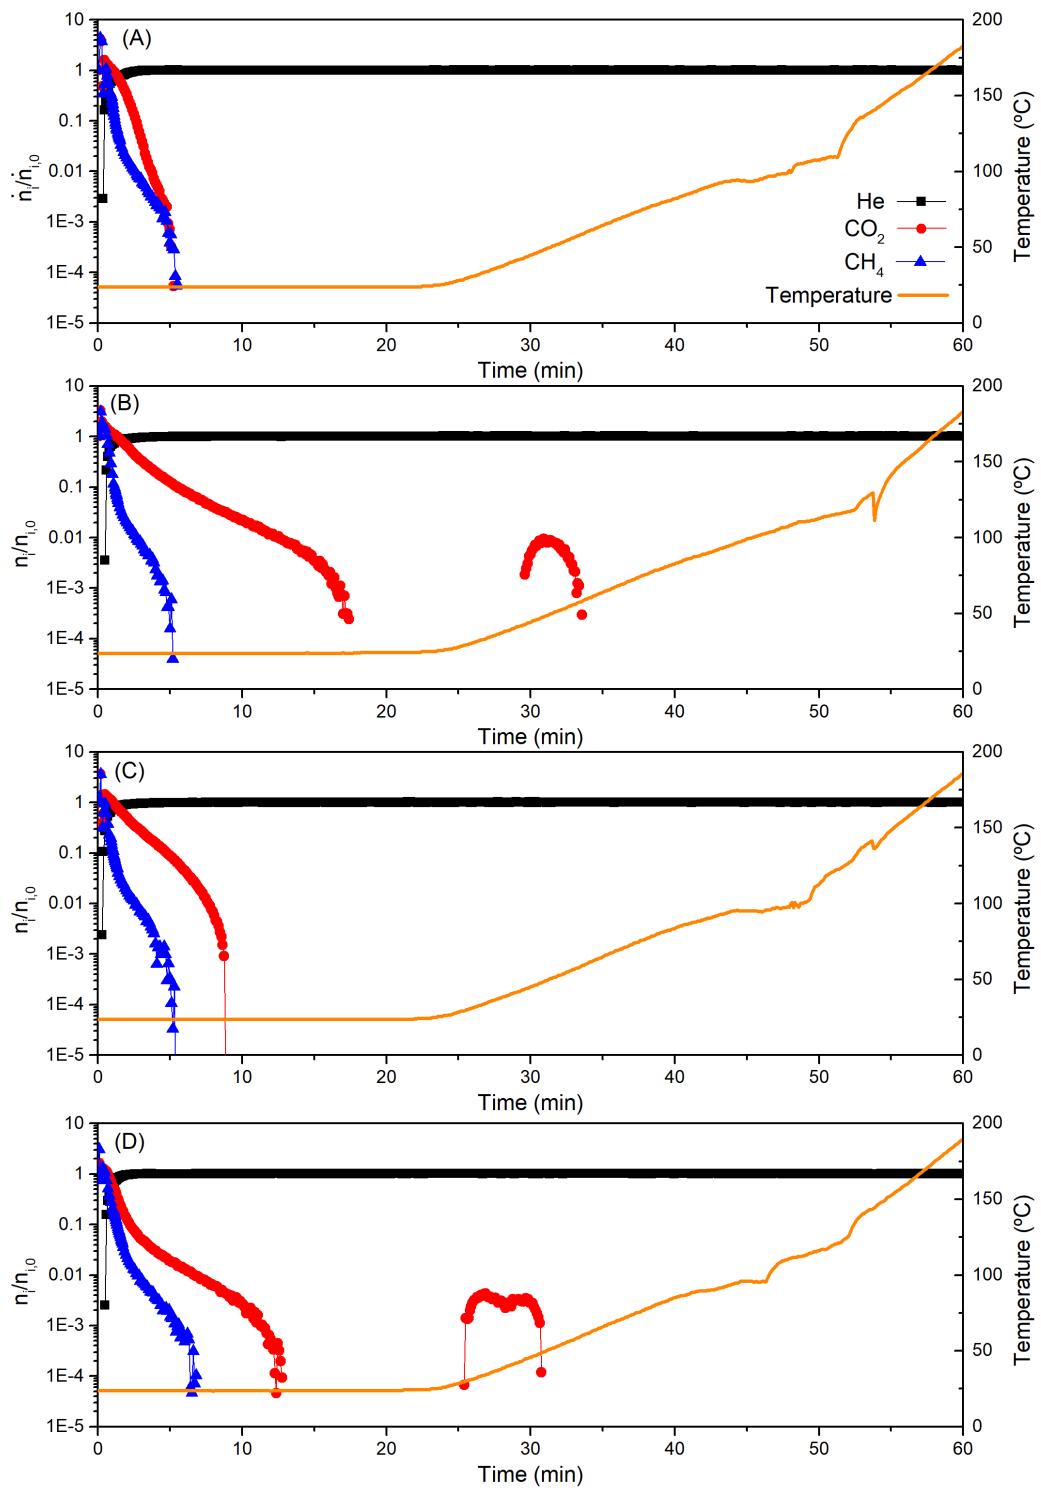 (A)
10
1
0.1
0.01
1E-3
1E-4
1E-5
ṅi/ṅi,0
200
150
100
50
0
Temperature (ºC)
He
CO2
CH4
Temperature
0 10 20 30 40 50 60
Time (min)
(B)
10
1
0.1
0.01
1E-3
1E-4
1E-5
ni/ni,0
200
150
100
50
0
Temperature (ºC)
0 10 20 30 40 50 60
Time (min)
(C)
10
1
0.1
0.01
1E-3
1E-4
1E-5
ni/ni,0
200
150
100
50
0
Temperature (ºC)
0 10 20 30 40 50 60
Time (min)
(D)
10
1
0.1
0.01
1E-3
1E-4
1E-5
ni/ni,0
200
150
100
50
0
Temperature (ºC)
0 10 20 30 40 50 60
Time (min)